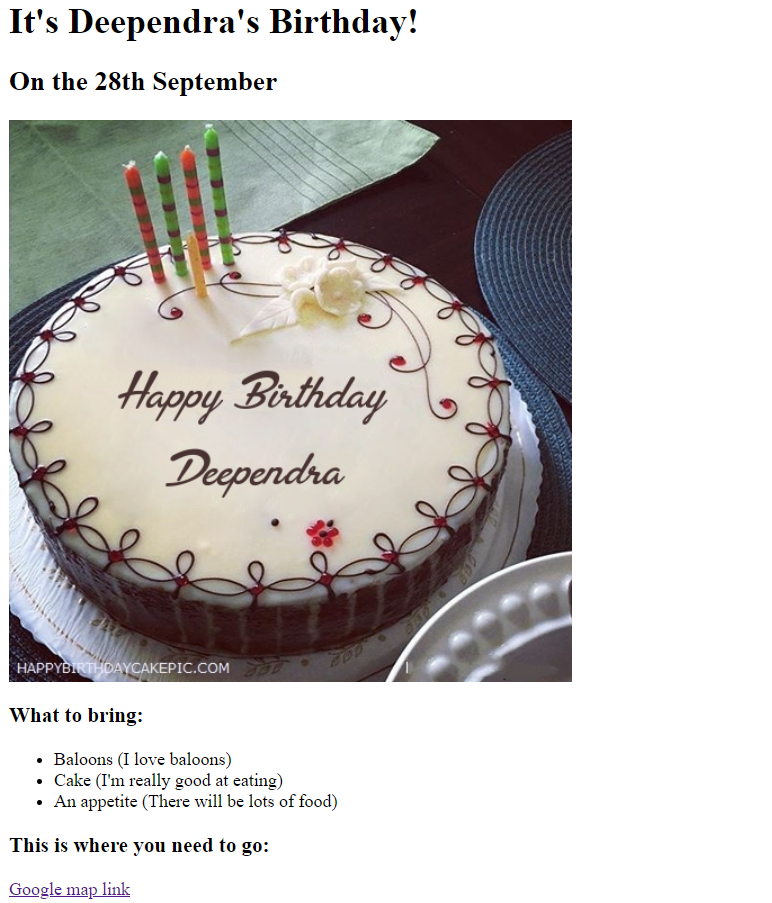 It's Deependra's Birthday!
On the 28th September
Happy Birthday
Deependra
HAPPYBIRTHDAYCAKEPIC.COM
What to bring:
Baloons (I love baloons)
Cake (I'm really good at eating)
An appetite (There will be lots of food)
This is where you need to go:
Google map link